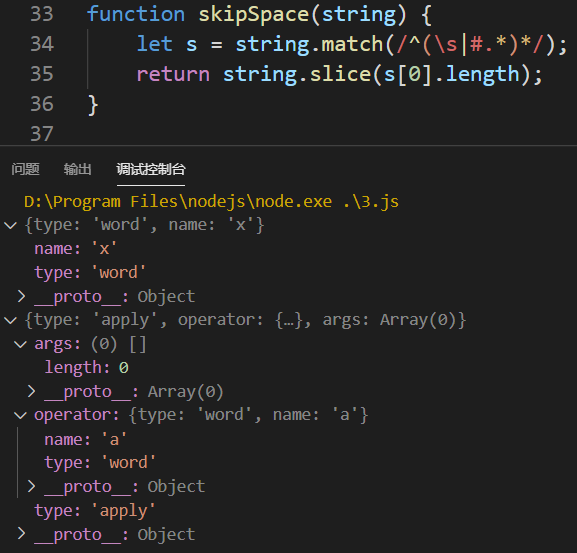 33 function skipSpace(string) {
34 let s = string.match(/^(\s|#.*)*/);
35 return string.slice(s[0].length);
36 }
37
问题 输出 调试控制台
D:\Program Files\nodejs\node.exe .\3.js
{type: 'word', name: 'x'}
name: 'x'
type: 'word'
__proto__: Object
{type: 'apply', operator: {…}, args: Array(0)}
args: (0) []
length: 0
__proto__: Array(0)
operator: {type: 'word', name: 'a'}
name: 'a'
type: 'word'
__proto__: Object
type: 'apply'
__proto__: Object